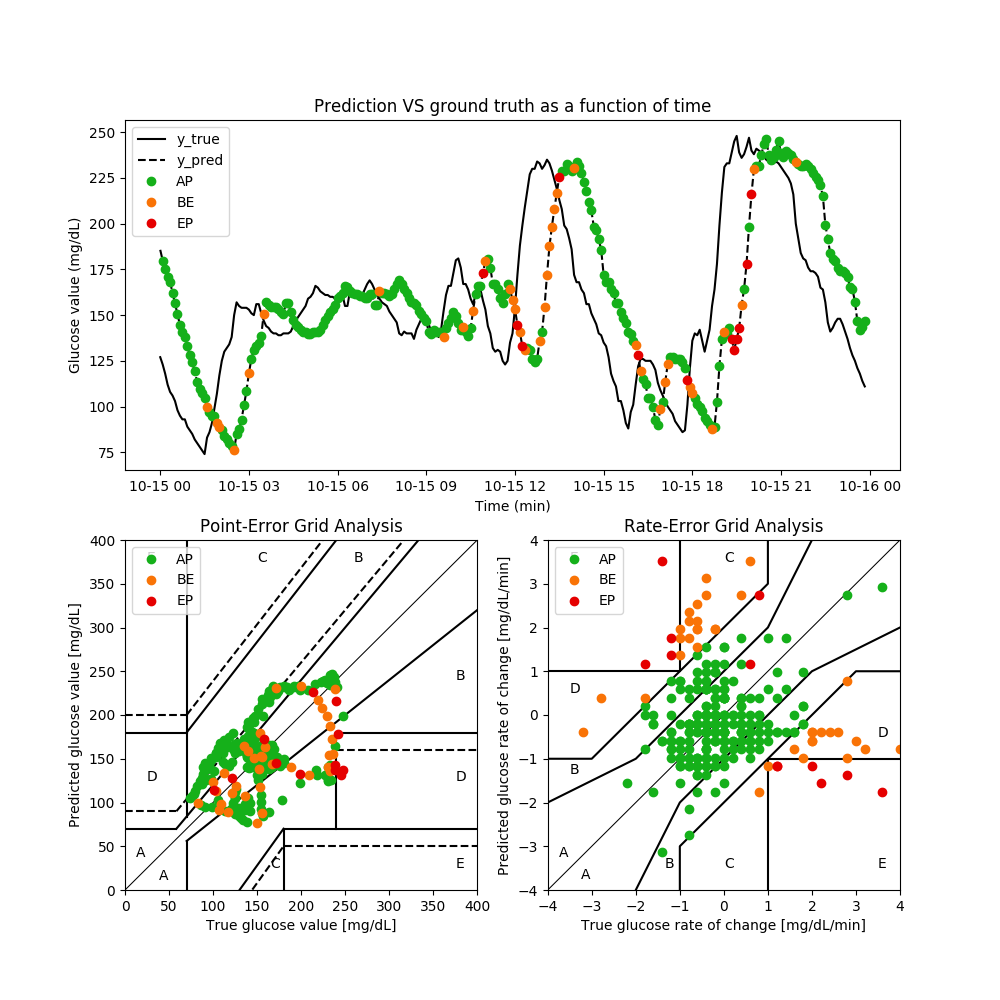 Prediction VS ground truth as a function of time
Glucose value (mg/dL)
250
225
200
175
150
125
100
75
y_true
y_pred
AP
BE
EP
10-15 00 10-15 03 10-15 06 10-15 09 10-15 12 10-15 15 10-15 18 10-15 21 10-16 00
Time (min)
Point-Error Grid Analysis
Predicted glucose value [mg/dL]
400
350
300
250
200
150
100
50
0
AP
BE
EP
C
B
B
D
D
A
A
C
E
0 50 100 150 200 250 300 350 400
True glucose value [mg/dL]
Rate-Error Grid Analysis
Predicted glucose rate of change [mg/dL/min]
4
3
2
1
0
−1
−2
−3
−4
AP
BE
EP
C
D
D
B
A
A
B
C
E
−4 −3 −2 −1 0 1 2 3 4
True glucose rate of change [mg/dL/min]